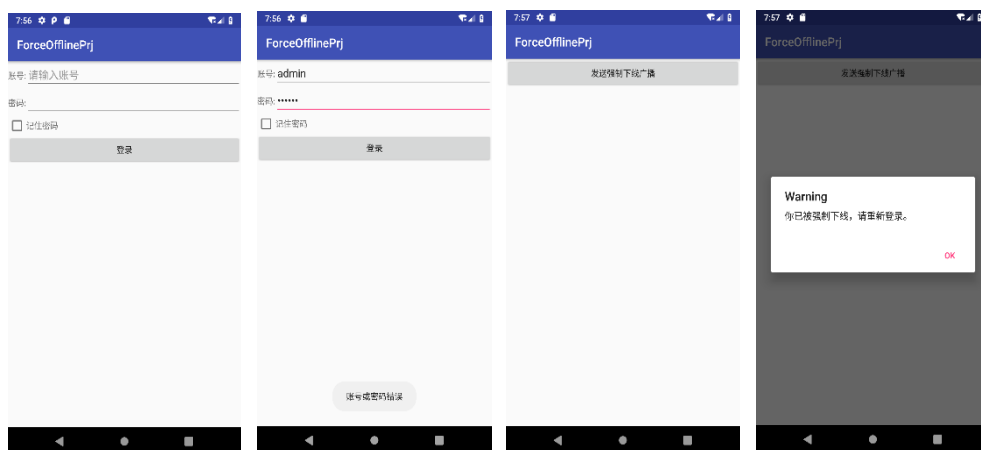 7:56
ForceOfflinePrj
账号: 请输入账号
密码:
记住密码
登录
7:56
ForceOfflinePrj
账号: admin
密码: ••••••
记住密码
登录
账号或密码错误
7:57
ForceOfflinePrj
发送强制下线广播
7:57
ForceOfflinePrj
发送强制下线广播
Warning
你已被强制下线，请重新登录。
OK